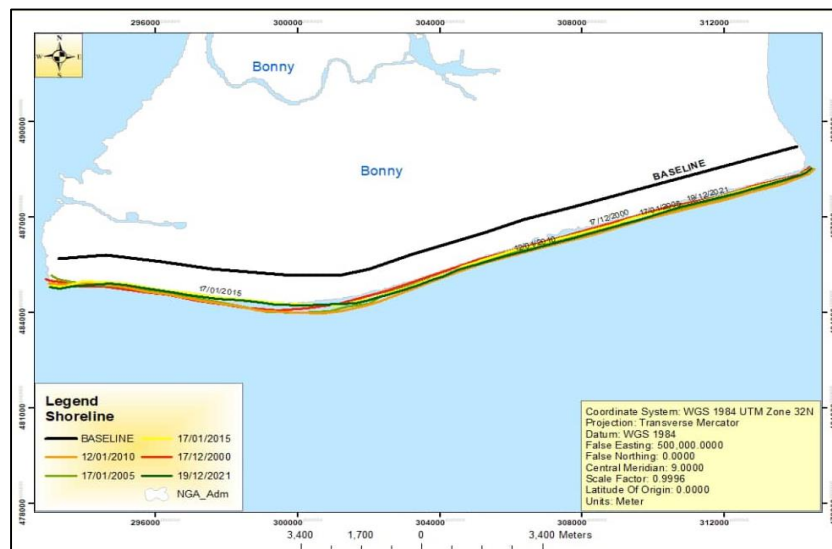 296000 300000 304000 308000 312000
N
W E
S
Bonny
Bonny
490000
487000
484000
481000
478000
BASELINE
19/12/2021
17/01/2005
17/12/2000
12/01/2010
17/01/2015
Legend
Shoreline
BASELINE 17/01/2015
12/01/2010 17/12/2000
17/01/2005 19/12/2021
NGA_Adm
Coordinate System: WGS 1984 UTM Zone 32N
Projection: Transverse Mercator
Datum: WGS 1984
False Easting: 500,000.0000
False Northing: 0.0000
Central Meridian: 9.0000
Scale Factor: 0.9996
Latitude Of Origin: 0.0000
Units: Meter
296000 300000 304000 308000 312000
3,400 1,700 0 3,400 Meters